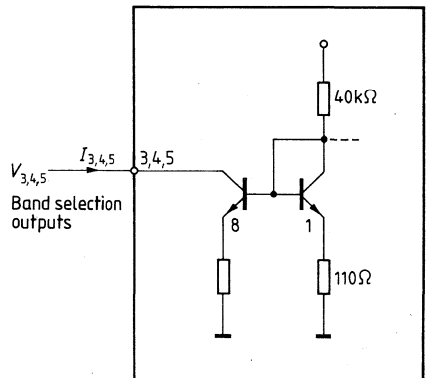 40kΩ
I3,4,5
3,4,5
V3,4,5
Band selection
outputs
8
1
110Ω